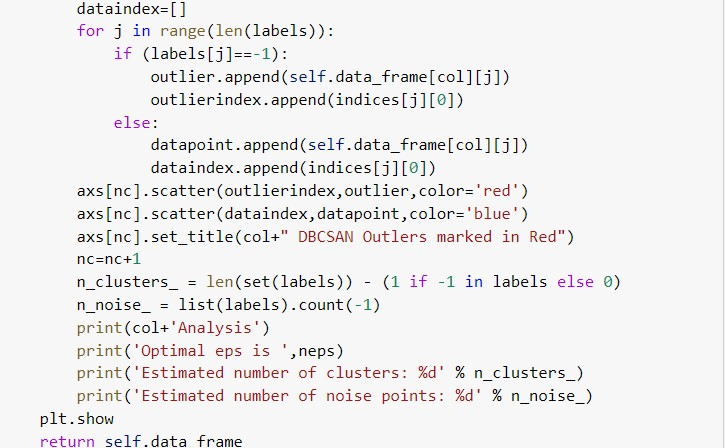 dataindex=[]
for j in range(len(labels)):
if (labels[j]==-1):
outlier.append(self.data_frame[col][j])
outlierindex.append(indices[j][0])
else:
datapoint.append(self.data_frame[col][j])
dataindex.append(indices[j][0])
axs[nc].scatter(outlierindex,outlier,color='red')
axs[nc].scatter(dataindex,datapoint,color='blue')
axs[nc].set_title(col+" DBCSAN Outlers marked in Red")
nc=nc+1
n_clusters_ = len(set(labels)) - (1 if -1 in labels else 0)
n_noise_ = list(labels).count(-1)
print(col+'Analysis')
print('Optimal eps is ',neps)
print('Estimated number of clusters: %d' % n_clusters_)
print('Estimated number of noise points: %d' % n_noise_)
plt.show
return self.data_frame